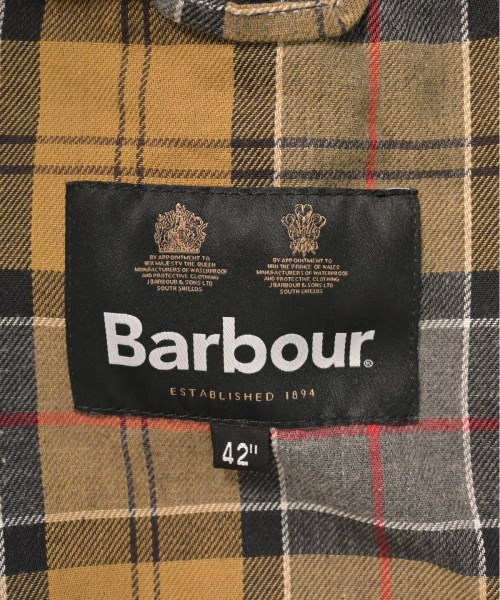 BY APPOINTMENT TO
HER MAJESTY THE QUEEN
MANUFACTURERS OF WATERPROOF
AND PROTECTIVE CLOTHING
J BARBOUR & SONS LTD
SOUTH SHIELDS
BY APPOINTMENT TO
HRH THE PRINCE OF WALES
MANUFACTURERS OF WATERPROOF
AND PROTECTIVE CLOTHING
J BARBOUR & SONS LTD
SOUTH SHIELDS
Barbour®
ESTABLISHED 1894
42"